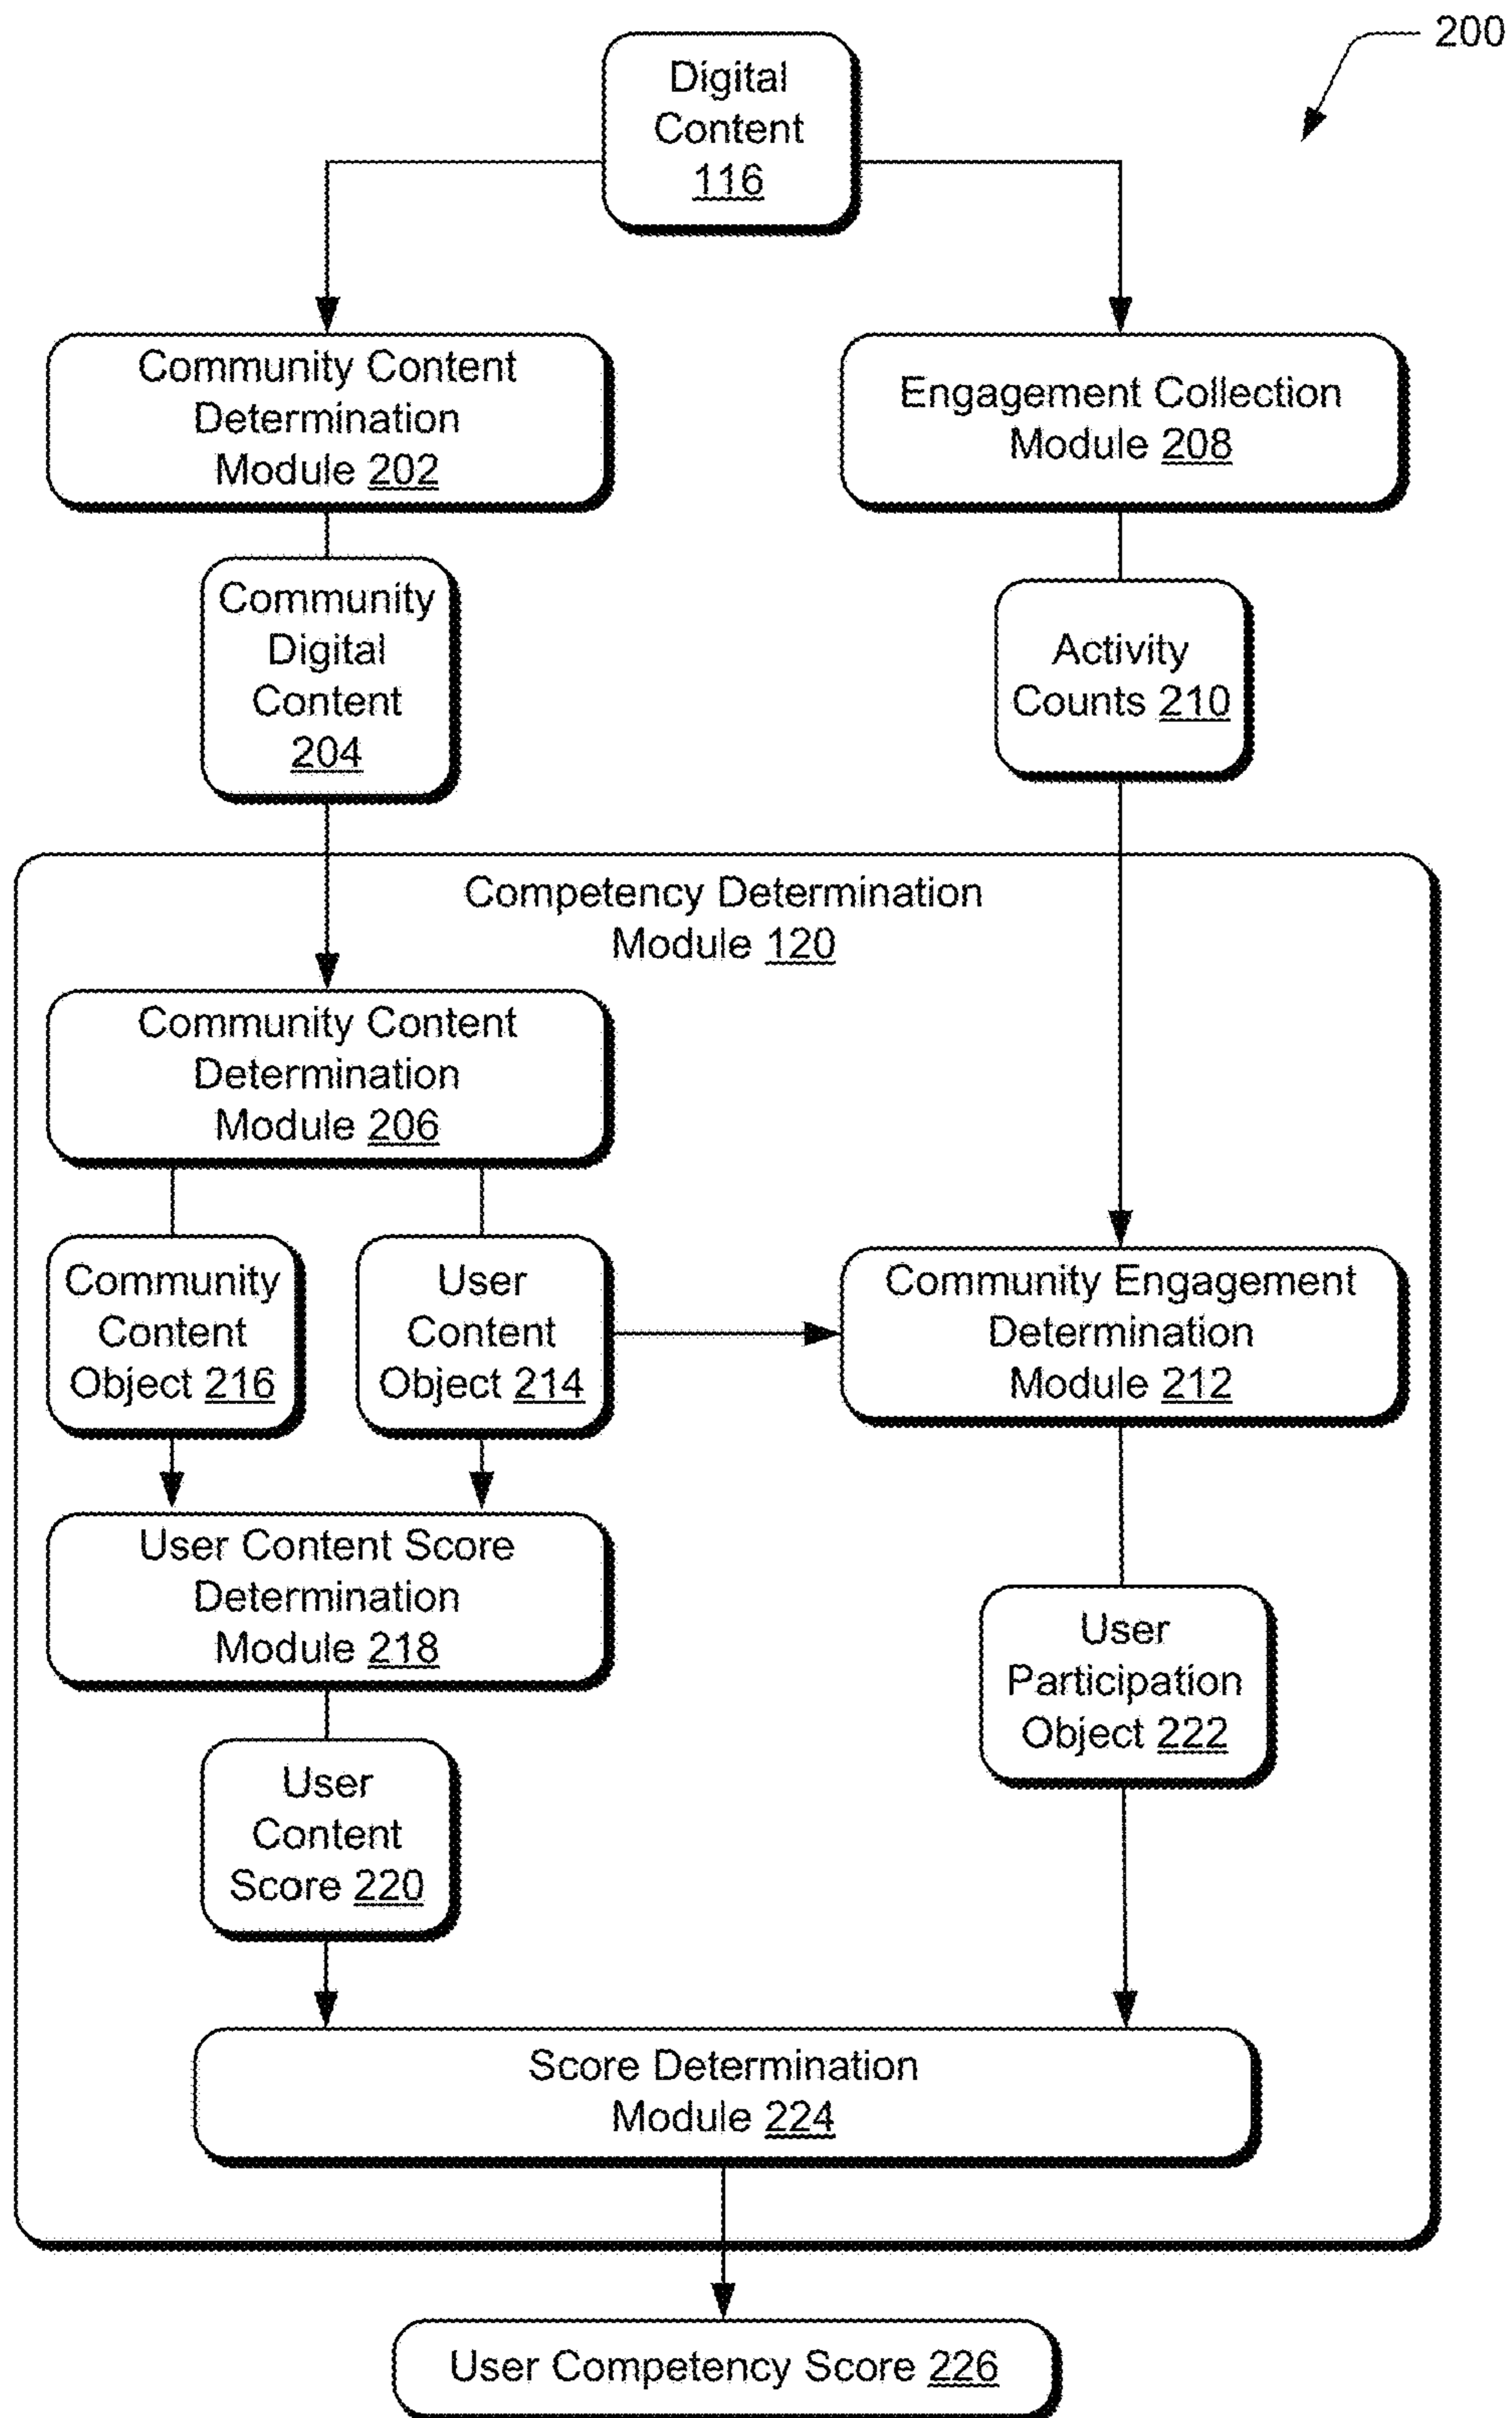 200
Digital
Content
116
Community Content
Determination
Module 202
Engagement Collection
Module 208
Community
Digital
Content
204
Activity
Counts 210
Competency Determination
Module 120
Community Content
Determination
Module 206
Community
Content
Object 216
User
Content
Object 214
Community Engagement
Determination
Module 212
User Content Score
Determination
Module 218
User
Participation
Object 222
User
Content
Score 220
Score Determination
Module 224
User Competency Score 226